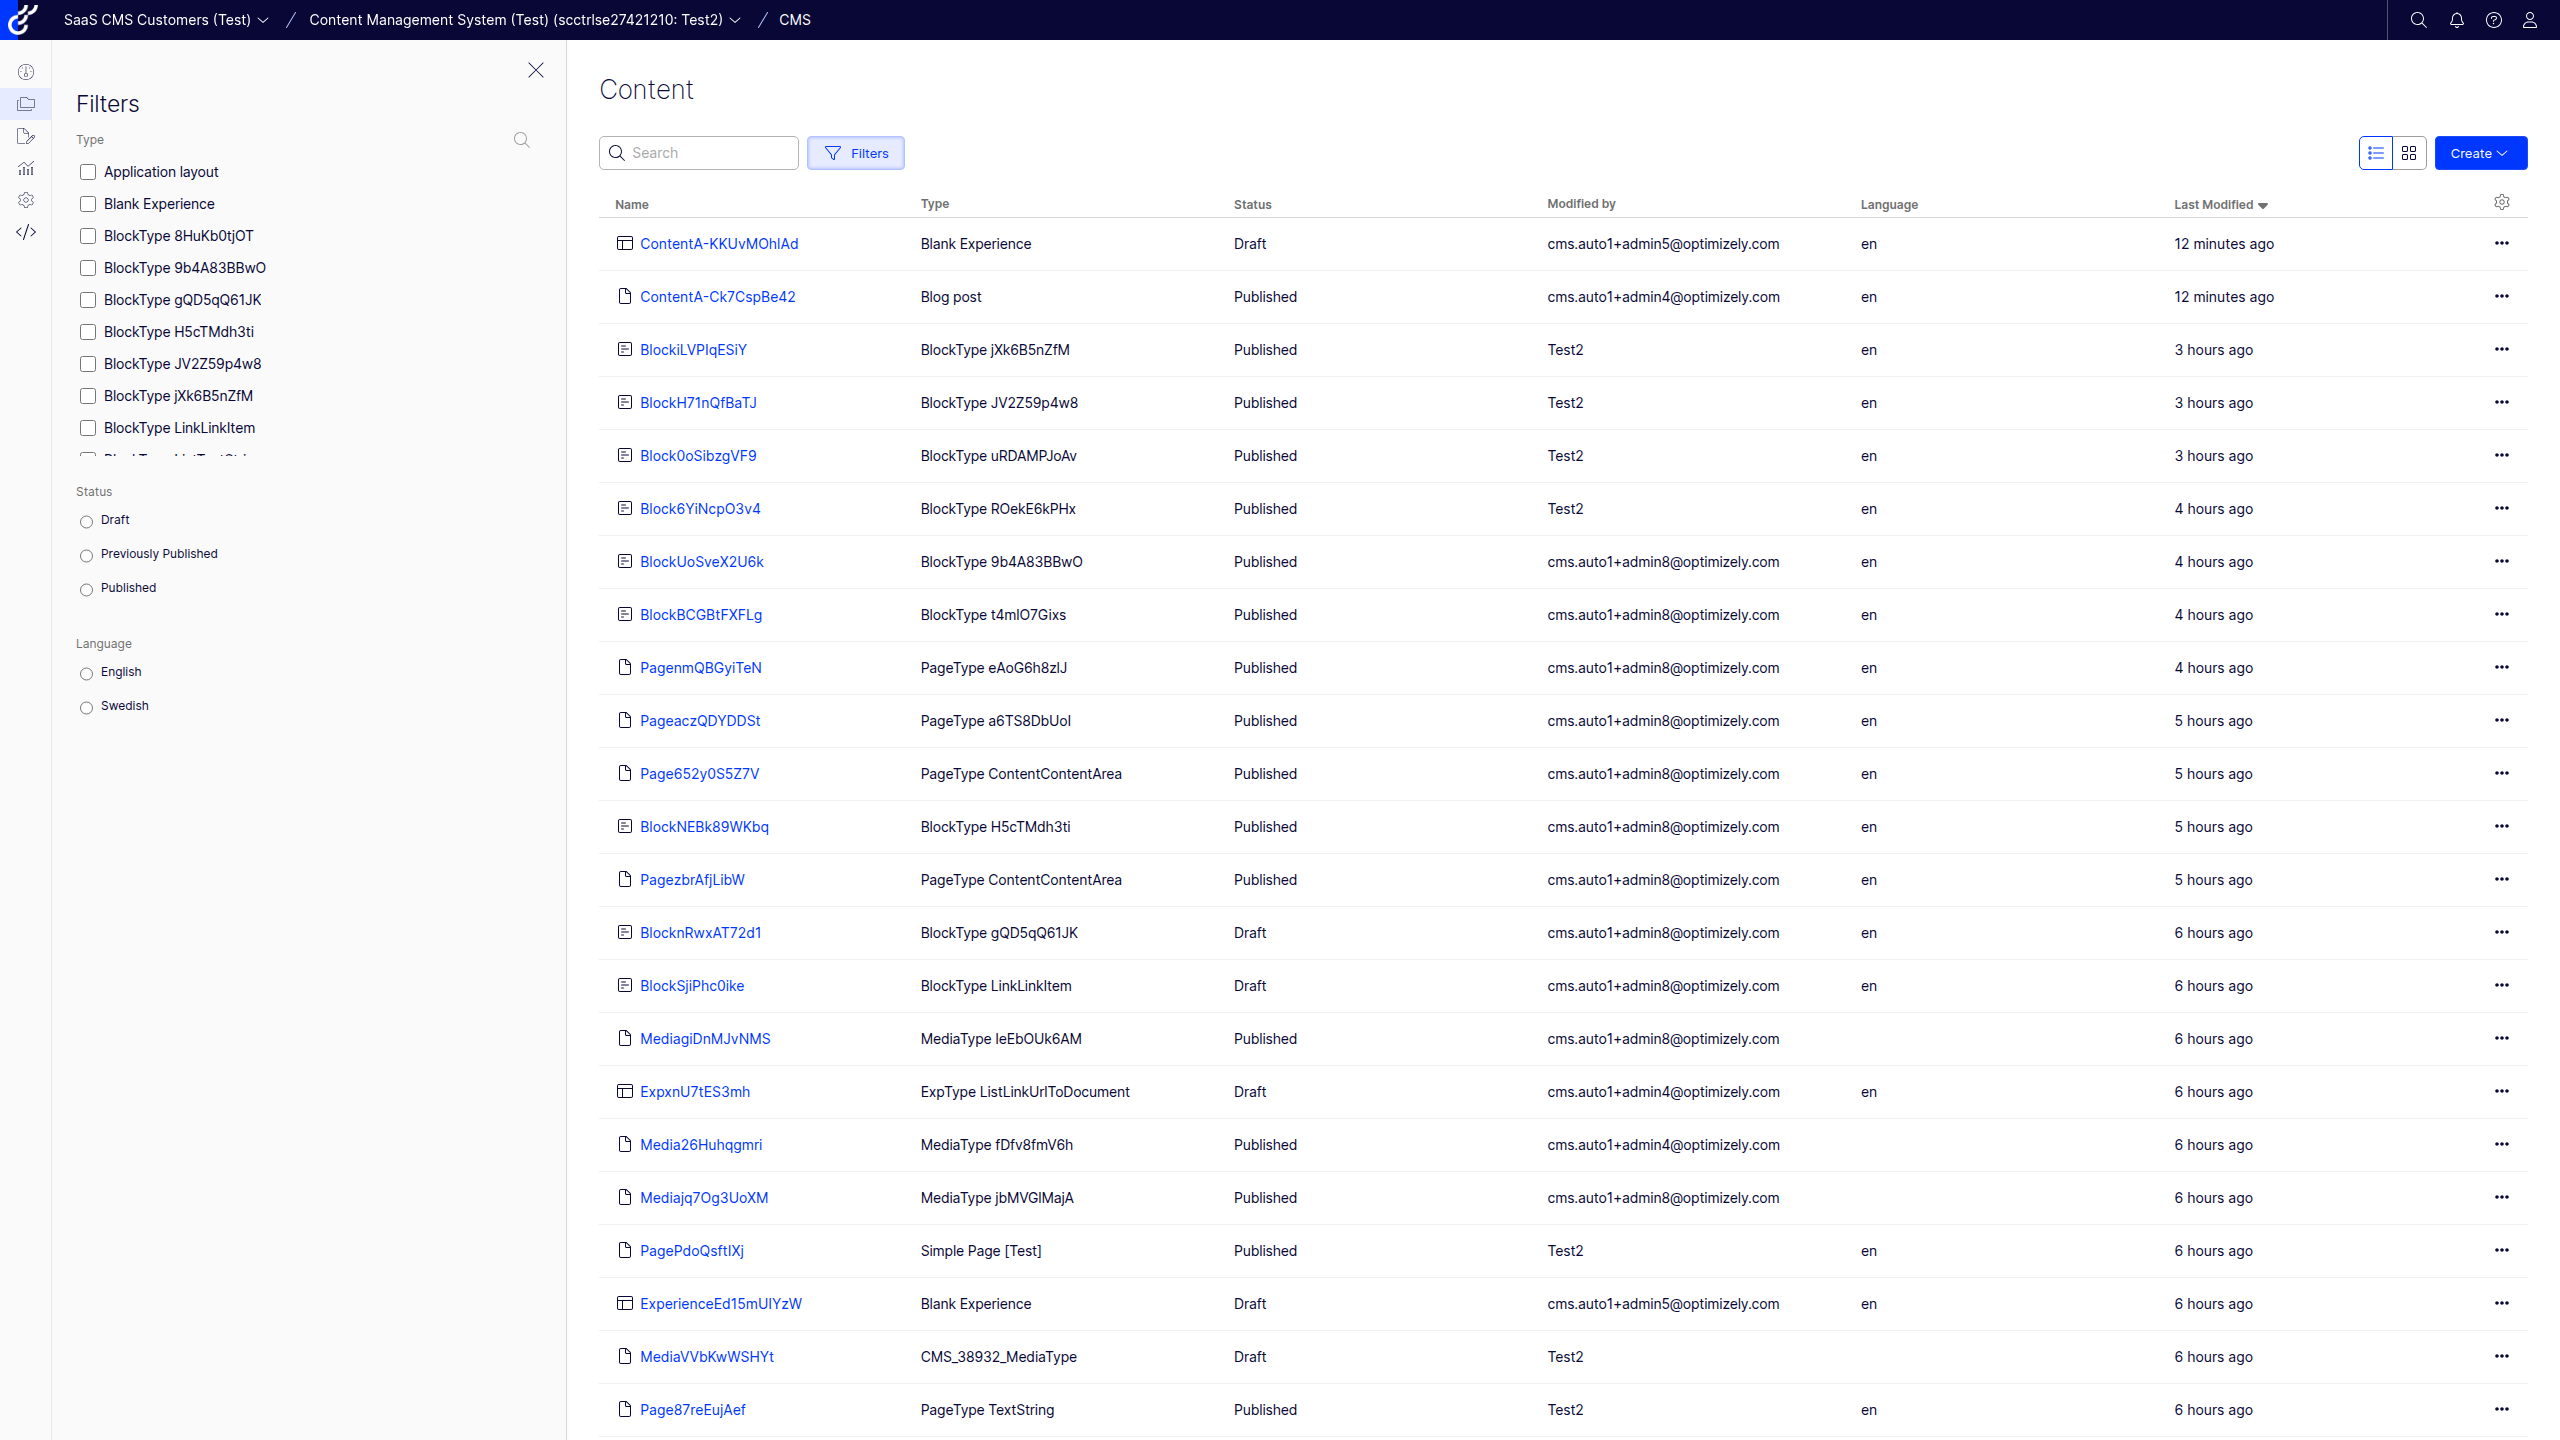 SaaS CMS Customers (Test) / Content Management System (Test) (scctrlse27421210: Test2) / CMS
Filters
Type
Application layout
Blank Experience
BlockType 8HuKb0tjOT
BlockType 9b4A83BBwO
BlockType gQD5qQ61JK
BlockType H5cTMdh3ti
BlockType JV2Z59p4w8
BlockType jXk6B5nZfM
BlockType LinkLinkItem
Status
Draft
Previously Published
Published
Language
English
Swedish
Content
Search Filters Create
Name Type Status Modified by Language Last Modified
ContentA-KKUvMOhlAd Blank Experience Draft cms.auto1+admin5@optimizely.com en 12 minutes ago
ContentA-Ck7CspBe42 Blog post Published cms.auto1+admin4@optimizely.com en 12 minutes ago
BlockiLVPIqESiY BlockType jXk6B5nZfM Published Test2 en 3 hours ago
BlockH71nQfBaTJ BlockType JV2Z59p4w8 Published Test2 en 3 hours ago
Block0oSibzgVF9 BlockType uRDAMPJoAv Published Test2 en 3 hours ago
Block6YiNcpO3v4 BlockType ROekE6kPHx Published Test2 en 4 hours ago
BlockUoSveX2U6k BlockType 9b4A83BBwO Published cms.auto1+admin8@optimizely.com en 4 hours ago
BlockBCGBtFXFLg BlockType t4mlO7Gixs Published cms.auto1+admin8@optimizely.com en 4 hours ago
PagenmQBGyiTeN PageType eAoG6h8zlJ Published cms.auto1+admin8@optimizely.com en 4 hours ago
PageaczQDYDDSt PageType a6TS8DbUol Published cms.auto1+admin8@optimizely.com en 5 hours ago
Page652y0S5Z7V PageType ContentContentArea Published cms.auto1+admin8@optimizely.com en 5 hours ago
BlockNEBk89WKbq BlockType H5cTMdh3ti Published cms.auto1+admin8@optimizely.com en 5 hours ago
PagezbrAfjLibW PageType ContentContentArea Published cms.auto1+admin8@optimizely.com en 5 hours ago
BlocknRwxAT72d1 BlockType gQD5qQ61JK Draft cms.auto1+admin8@optimizely.com en 6 hours ago
BlockSjiPhc0ike BlockType LinkLinkItem Draft cms.auto1+admin8@optimizely.com en 6 hours ago
MediagiDnMJvNMS MediaType IeEbOUk6AM Published cms.auto1+admin8@optimizely.com 6 hours ago
ExpxnU7tES3mh ExpType ListLinkUrlToDocument Draft cms.auto1+admin4@optimizely.com en 6 hours ago
Media26Huhqgmri MediaType fDfv8fmV6h Published cms.auto1+admin4@optimizely.com 6 hours ago
Mediajq7Og3UoXM MediaType jbMVGlMajA Published cms.auto1+admin8@optimizely.com 6 hours ago
PagePdoQsftIXj Simple Page [Test] Published Test2 en 6 hours ago
ExperienceEd15mUIYzW Blank Experience Draft cms.auto1+admin5@optimizely.com en 6 hours ago
MediaVVbKwWSHYt CMS_38932_MediaType Draft Test2 6 hours ago
Page87reEujAef PageType TextString Published Test2 en 6 hours ago